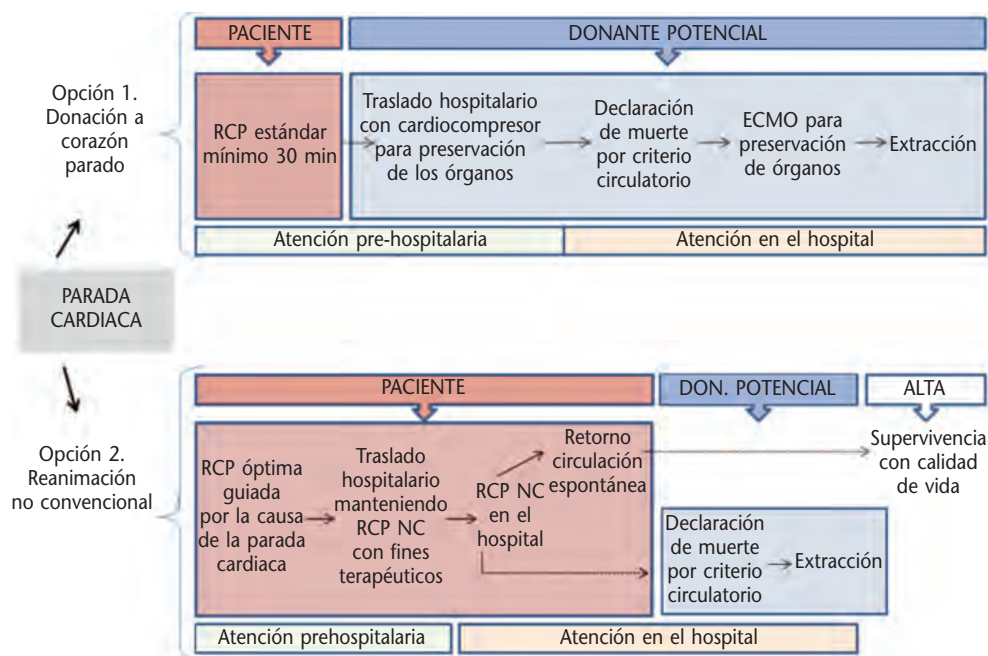 PACIENTE
DONANTE POTENCIAL
Opción 1.
Donación a
corazón
parado
RCP estándar
mínimo 30 min
Traslado hospitalario
con cardiocompresor
para preservación
de los órganos
Declaración
de muerte
por criterio
circulatorio
ECMO para
preservación
de órganos
Extracción
Atención pre-hospitalaria
Atención en el hospital
PARADA
CARDIACA
PACIENTE
DON. POTENCIAL
ALTA
Opción 2.
Reanimación
no convencional
RCP óptima
guiada
por la causa
de la parada
cardiaca
Traslado
hospitalario
manteniendo
RCP NC
con fines
terapéuticos
RCP NC
en el
hospital
Retorno
circulación
espontánea
Supervivencia
con calidad
de vida
Declaración
de muerte
por criterio
circulatorio
Extracción
Atención prehospitalaria
Atención en el hospital